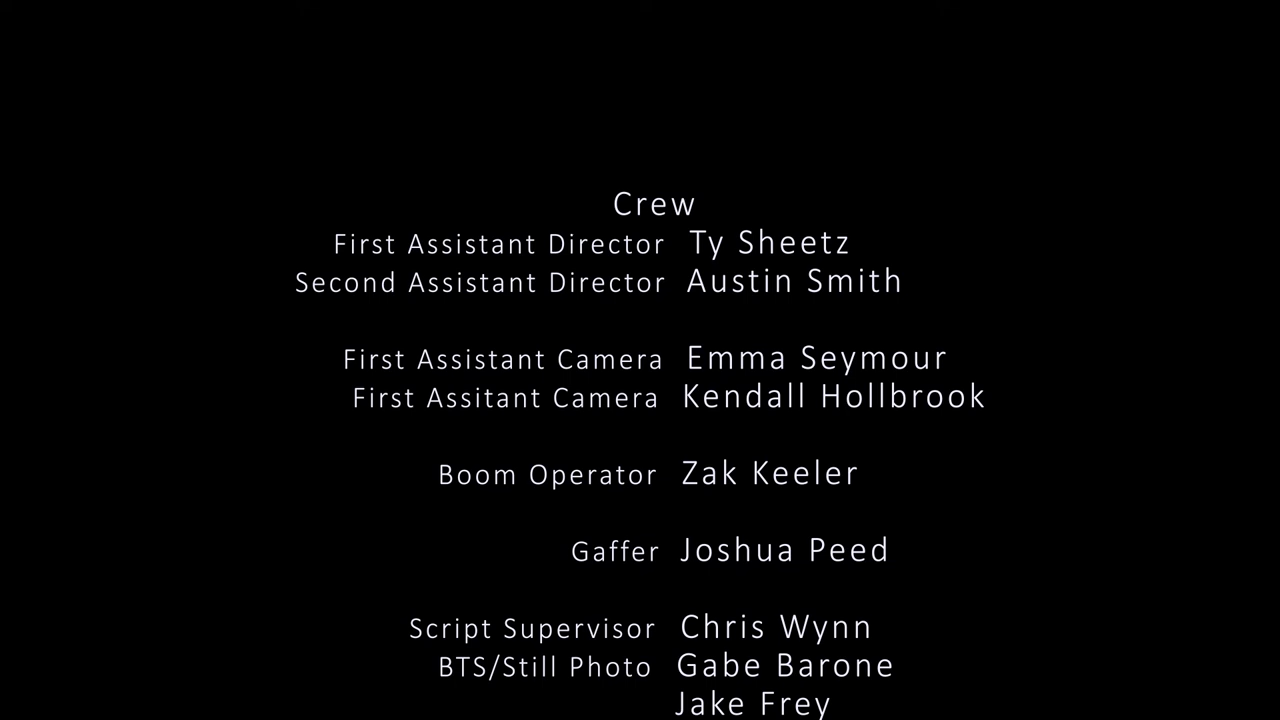 Crew
First Assistant Director Ty Sheetz
Second Assistant Director Austin Smith
First Assistant Camera Emma Seymour
First Assitant Camera Kendall Hollbrook
Boom Operator Zak Keeler
Gaffer Joshua Peed
Script Supervisor Chris Wynn
BTS/Still Photo Gabe Barone
Jake Frey